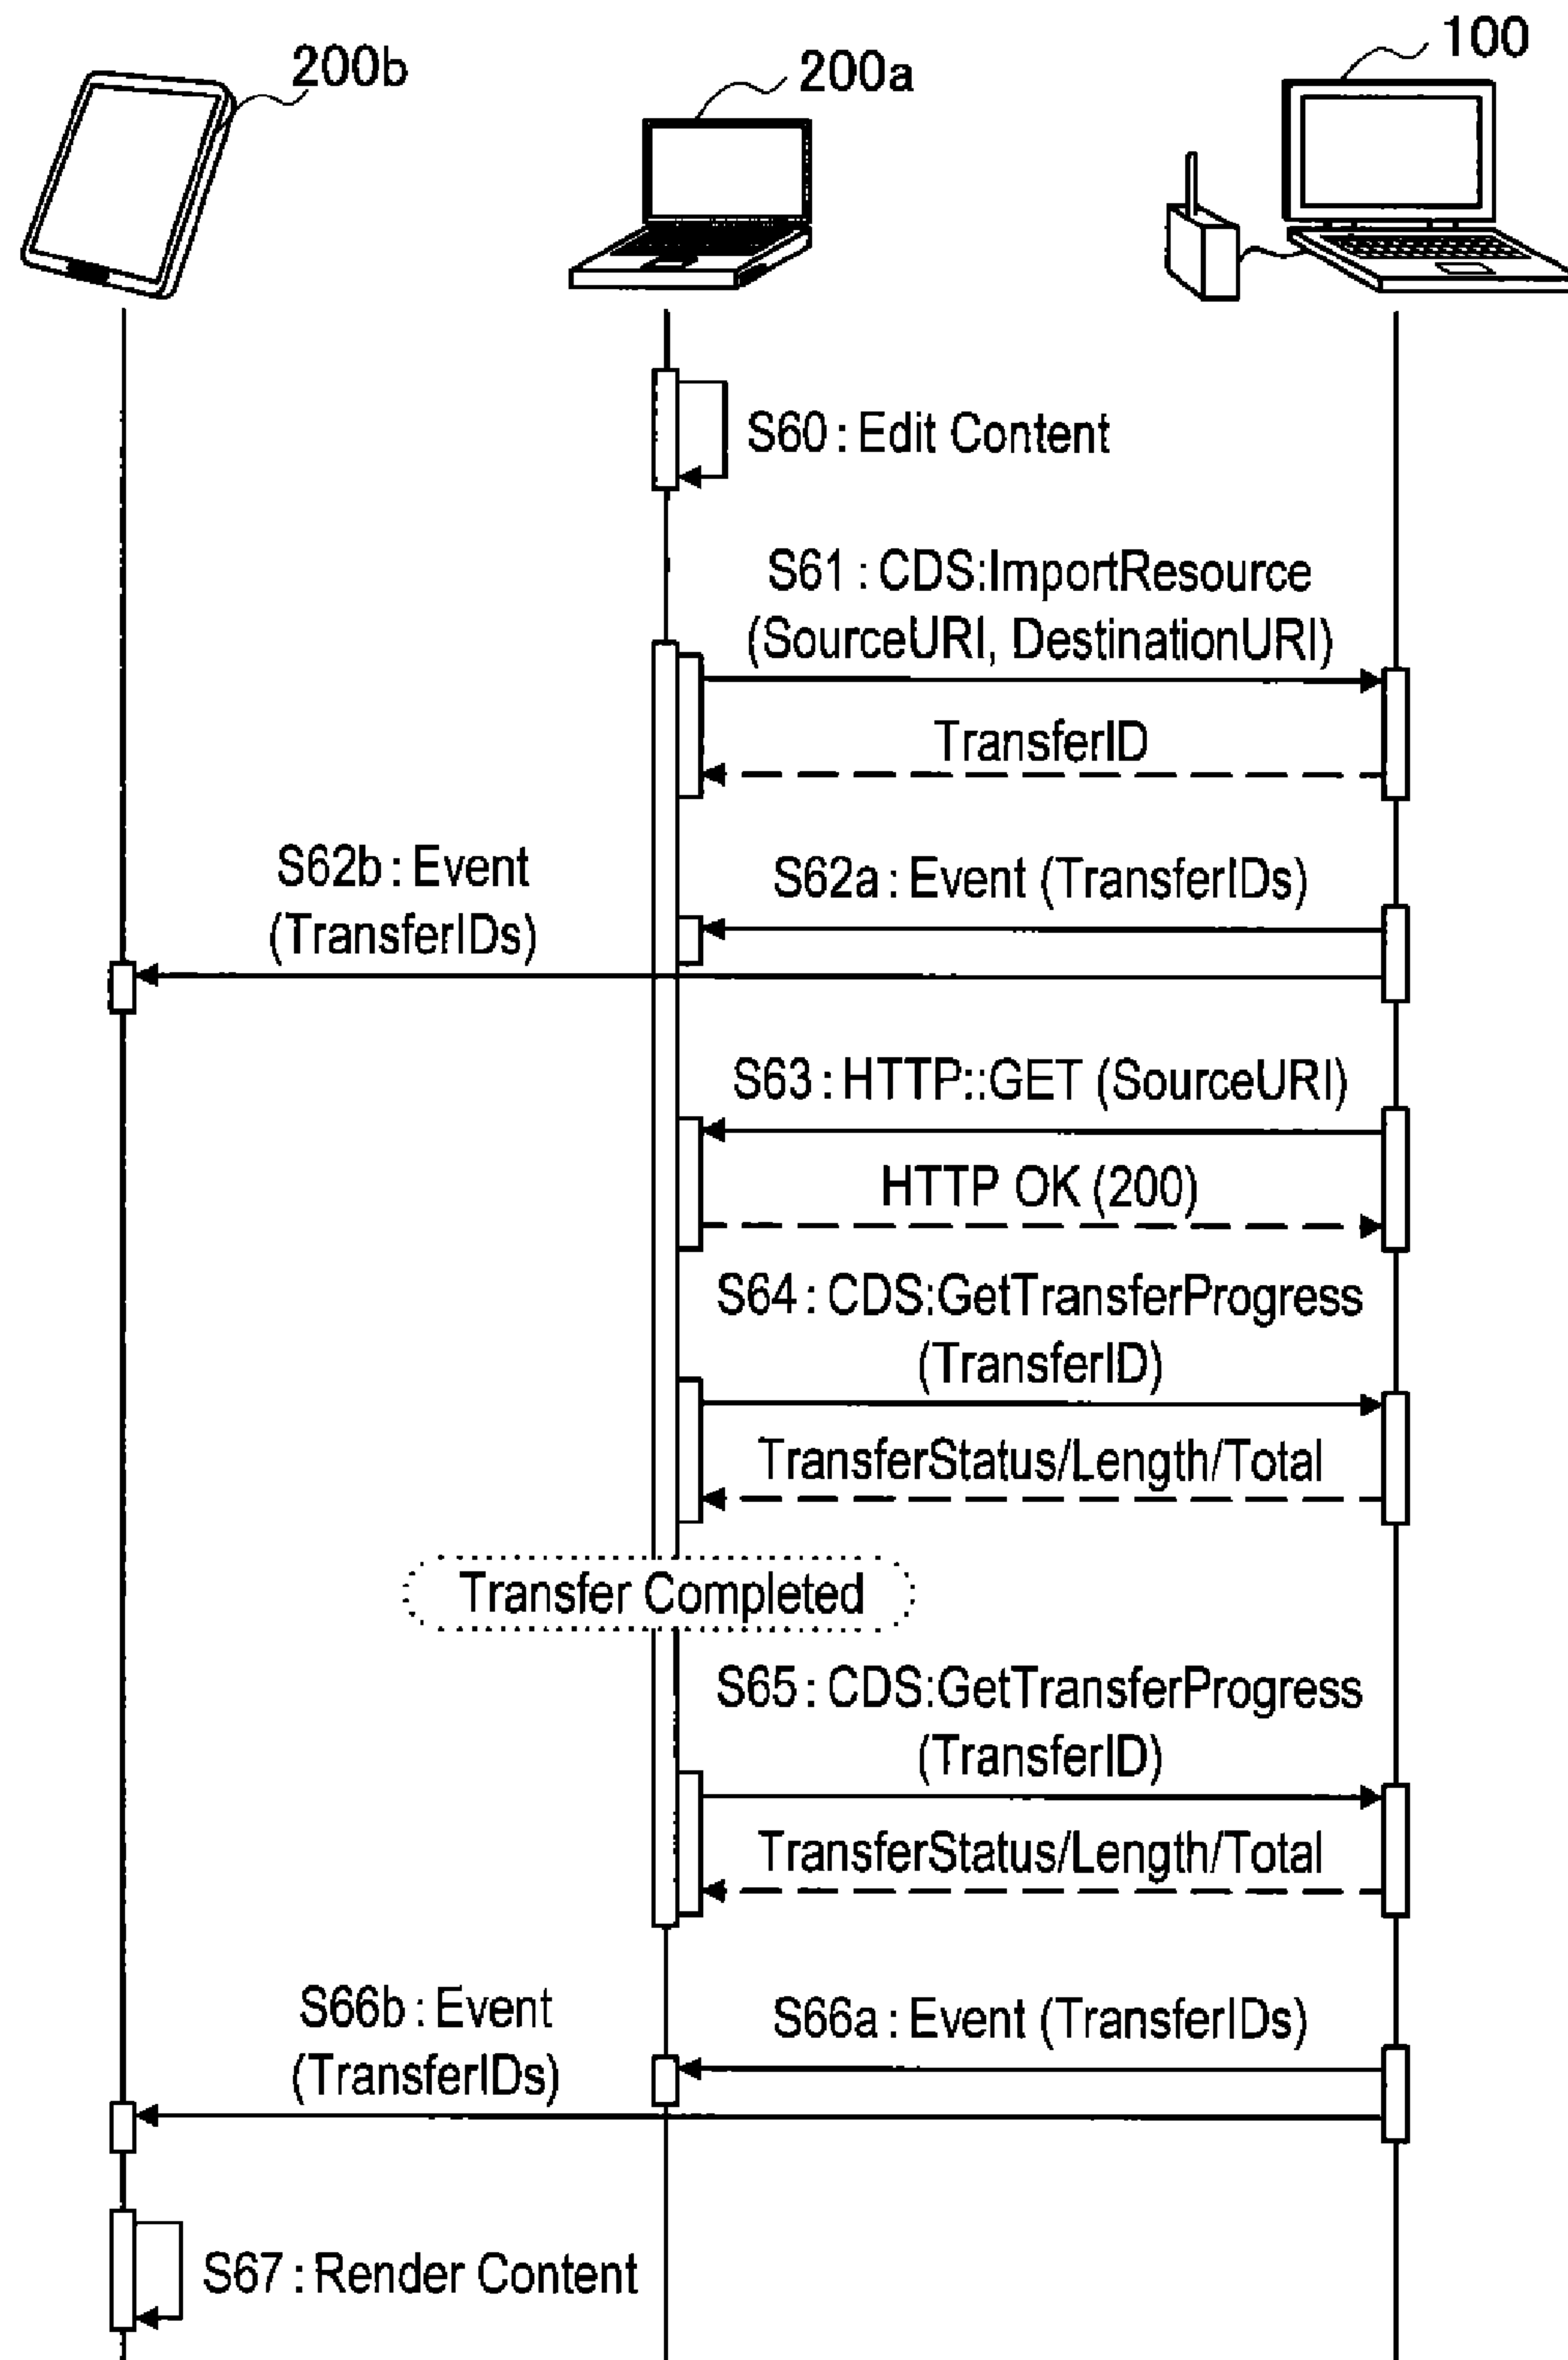 200b
200a
100
S60 : Edit Content
S61 : CDS:ImportResource
(SourceURI, DestinationURI)
TransferID
S62b : Event
(TransferIDs)
S62a : Event (TransferIDs)
S63 : HTTP::GET (SourceURI)
HTTP OK (200)
S64 : CDS:GetTransferProgress
(TransferID)
TransferStatus/Length/Total
Transfer Completed
S65 : CDS:GetTransferProgress
(TransferID)
TransferStatus/Length/Total
S66b : Event
(TransferIDs)
S66a : Event (TransferIDs)
S67 : Render Content